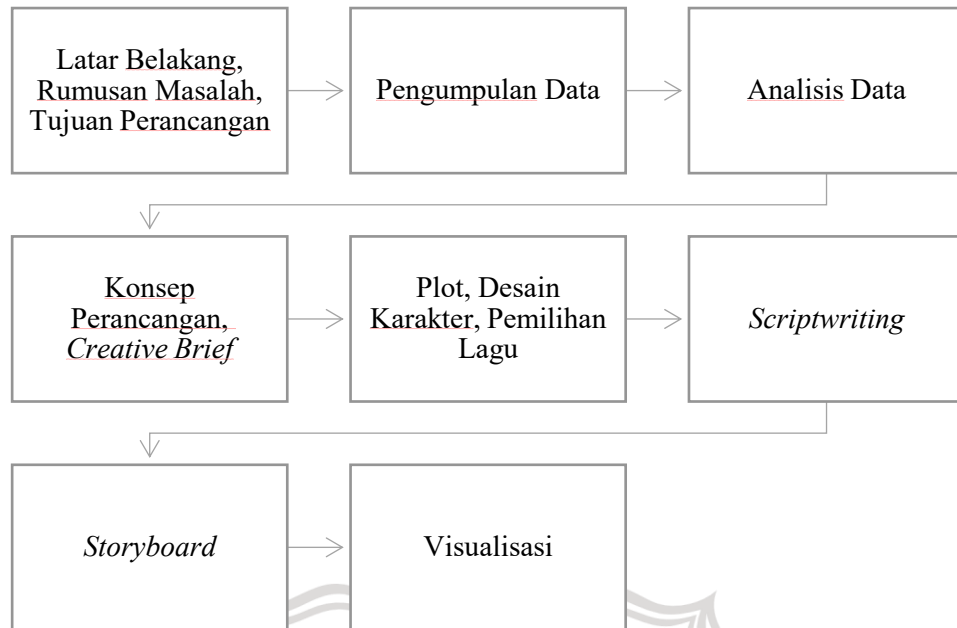 Latar Belakang,
Rumusan Masalah,
Tujuan Perancangan
Pengumpulan Data
Analisis Data
Konsep
Perancangan,
Creative Brief
Plot, Desain
Karakter, Pemilihan
Lagu
Scriptwriting
Storyboard
Visualisasi